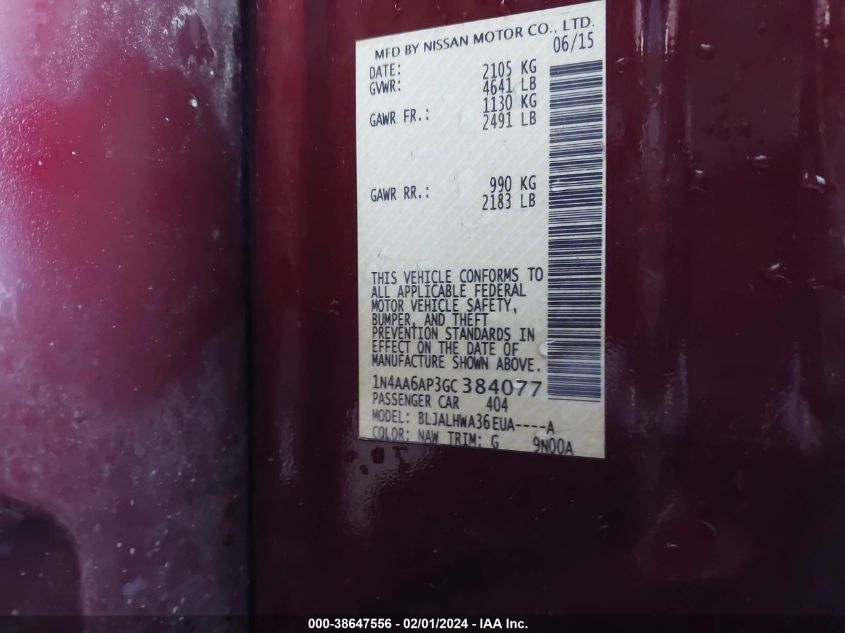 MFD BY NISSAN MOTOR CO., LTD.
DATE: 06/15
GVWR: 2105 KG
4641 LB
GAWR FR.: 1130 KG
2491 LB
GAWR RR.: 990 KG
2183 LB
THIS VEHICLE CONFORMS TO
ALL APPLICABLE FEDERAL
MOTOR VEHICLE SAFETY,
BUMPER, AND THEFT
PREVENTION STANDARDS IN
EFFECT ON THE DATE OF
MANUFACTURE SHOWN ABOVE.
1N4AA6AP3GC384077
PASSENGER CAR 404
MODEL: BLJALHWA36EUA----A
COLOR: NAW TRIM: G 9N00A
000-38647556 - 02/01/2024 - IAA Inc.